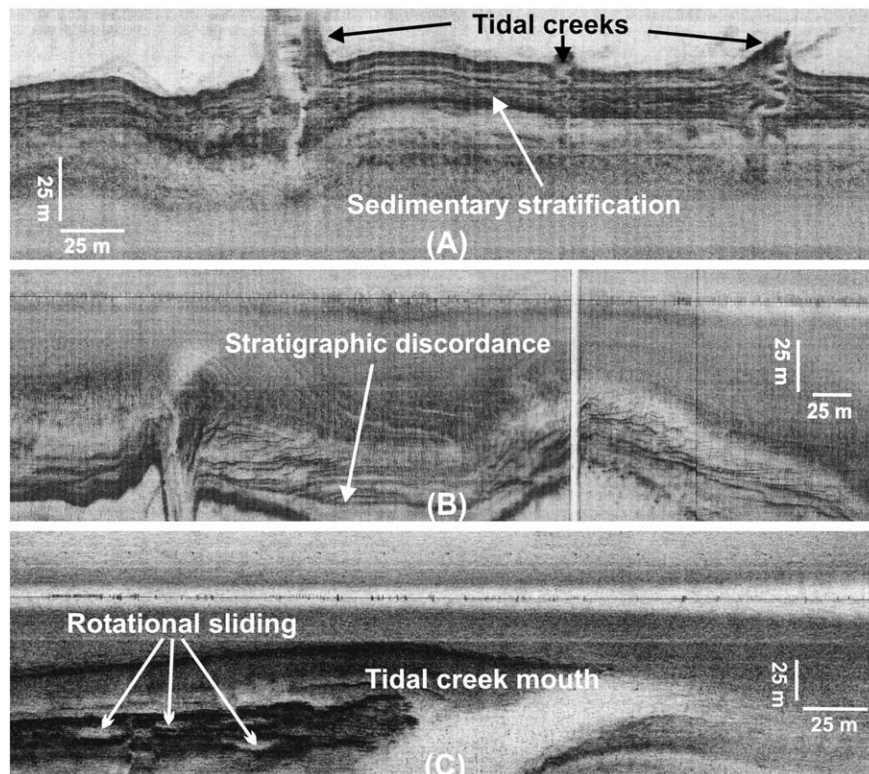 Tidal creeks
25 m
25 m
Sedimentary stratification
(A)
Stratigraphic discordance
25 m
25 m
(B)
Rotational sliding
Tidal creek mouth
25 m
25 m
(C)